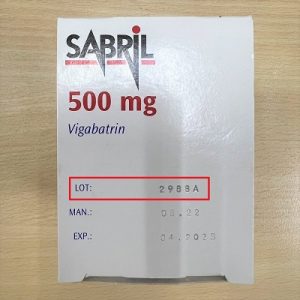 SABRIL
500 mg
Vigabatrin
LOT: 2988A
MAN.: 08.22
EXP.: 04.2025